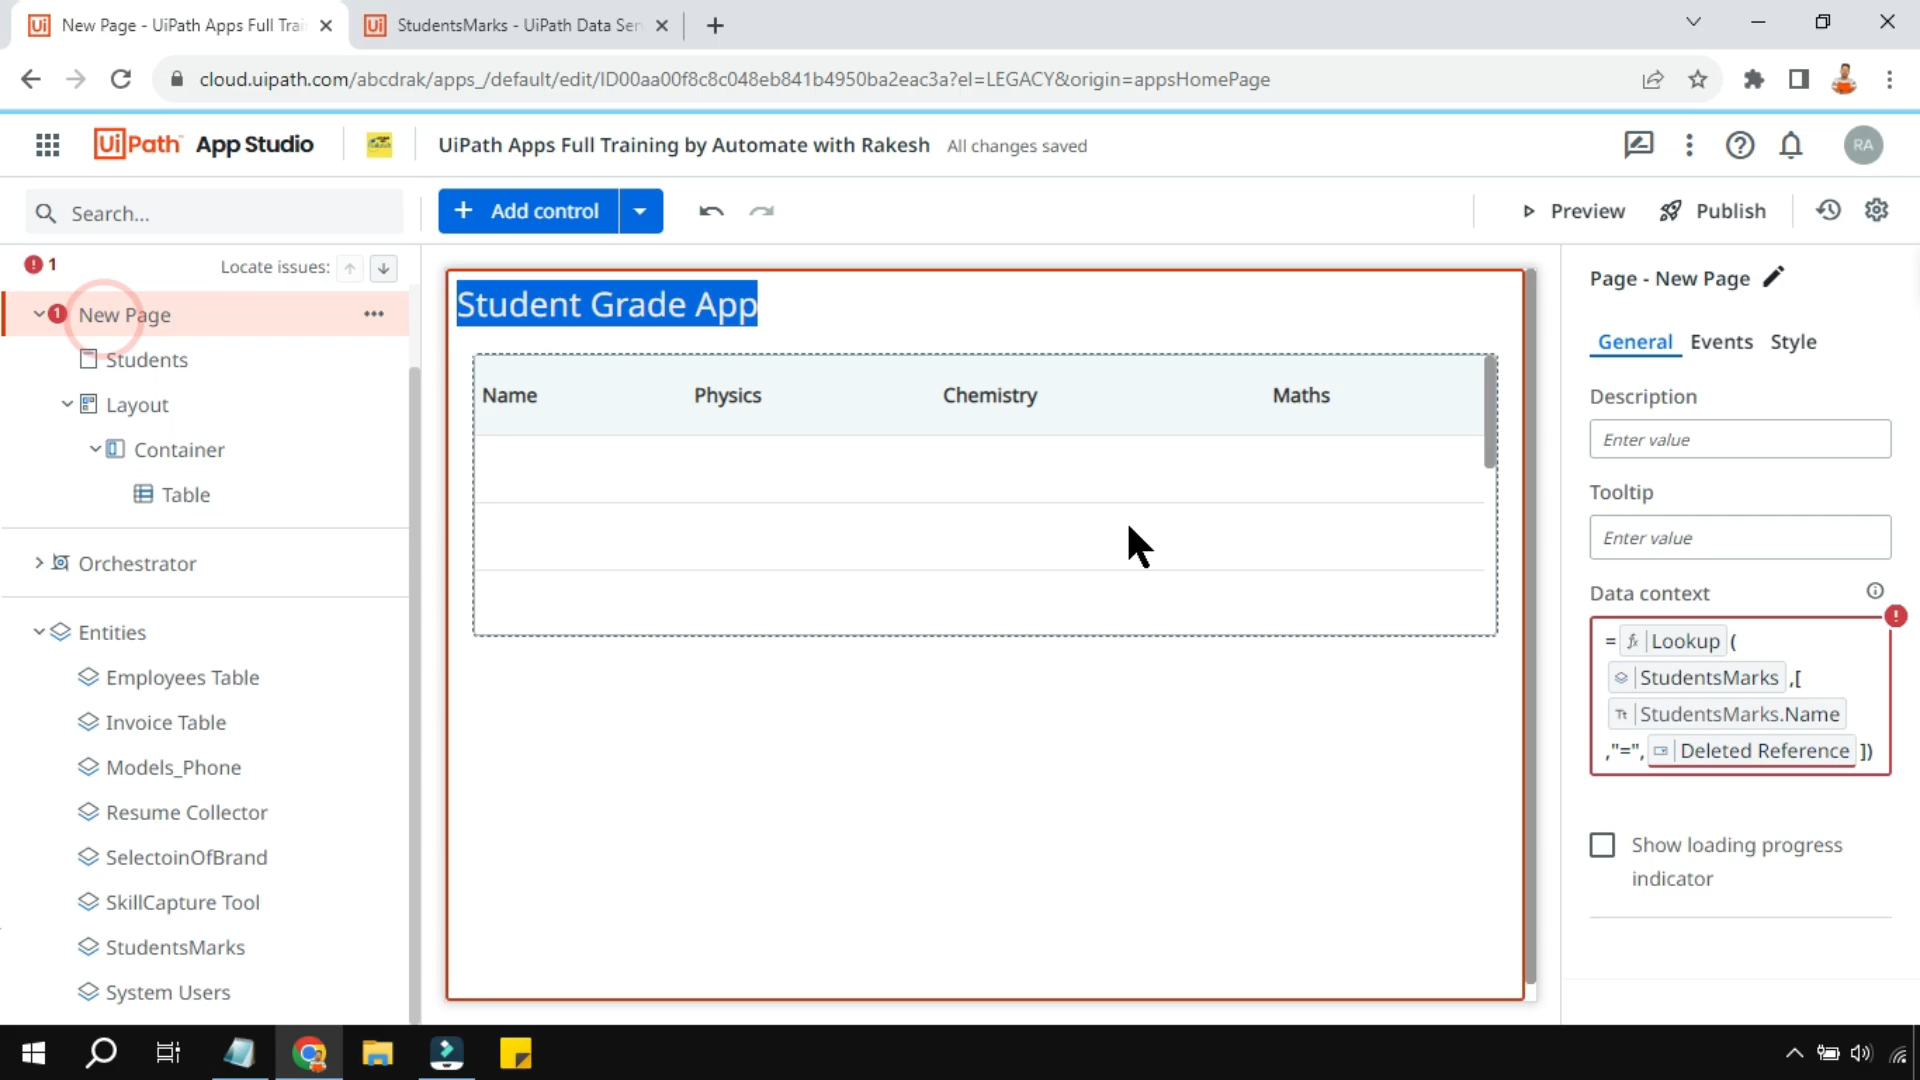 New Page - UiPath Apps Full Trai
StudentsMarks - UiPath Data Ser
cloud.uipath.com/abcdrak/apps_/default/edit/ID00aa00f8c8c048eb841b4950ba2eac3a?el=LEGACY&origin=appsHomePage
UiPath App Studio
UiPath Apps Full Training by Automate with Rakesh All changes saved
RA
Search...
+ Add control
Preview
Publish
1
Locate issues:
1 New Page
Students
Layout
Container
Table
Orchestrator
Entities
Employees Table
Invoice Table
Models_Phone
Resume Collector
SelectoinOfBrand
SkillCapture Tool
StudentsMarks
System Users
Student Grade App
Name Physics Chemistry Maths
Page - New Page
General Events Style
Description
Enter value
Tooltip
Enter value
Data context
= fx Lookup (
StudentsMarks ,[
Tt StudentsMarks.Name
,"=", Deleted Reference ])
Show loading progress
indicator